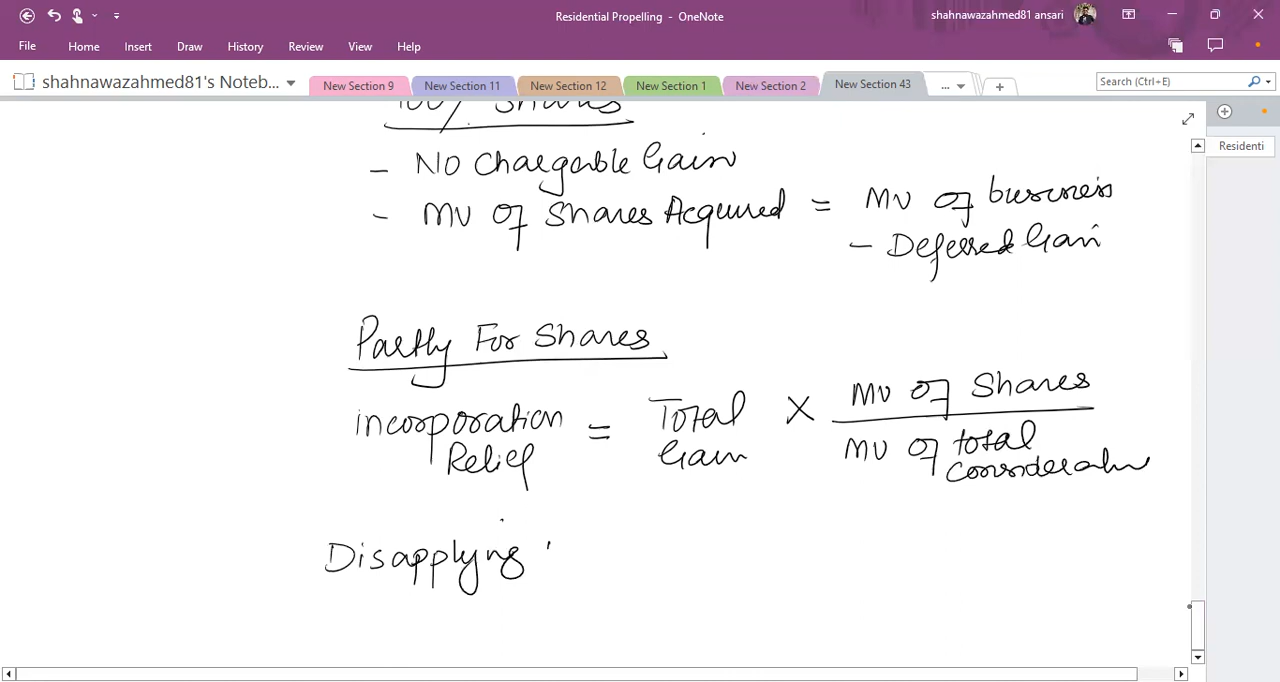 Residential Propelling - OneNote
shahnawazahmed81 ansari
File Home Insert Draw History Review View Help
shahnawazahmed81's Noteb... New Section 9 New Section 11 New Section 12 New Section 1 New Section 2 New Section 43 ... +
Search (Ctrl+E)
Residenti
100% Shares
- No Chargable Gain
- MV of Shares Acquired = MV of business
- Deferred Gain
Partly For Shares
incorporation Relief = Total Gain X MV of Shares
MV of total
Disapplying